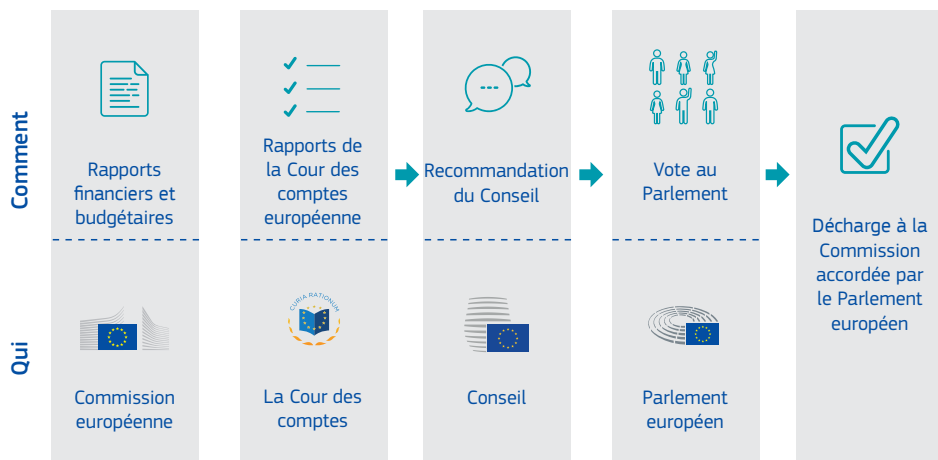 Comment
Rapports
financiers et
budgétaires
Rapports de
la Cour des
comptes
européenne
Recommandation
du Conseil
Vote au
Parlement
Décharge à la
Commission
accordée par
le Parlement
européen
Qui
Commission
européenne
CURIA RATIONUM
La Cour des
comptes
Conseil
Parlement
européen